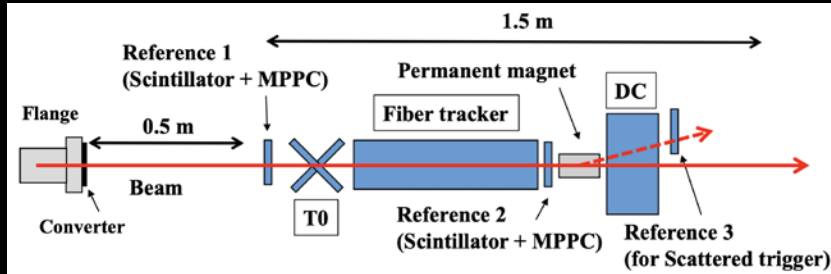 1.5 m
Reference 1
(Scintillator + MPPC)
Permanent magnet
DC
Flange
0.5 m
Fiber tracker
Beam
Converter
T0
Reference 2
(Scintillator + MPPC)
Reference 3
(for Scattered trigger)